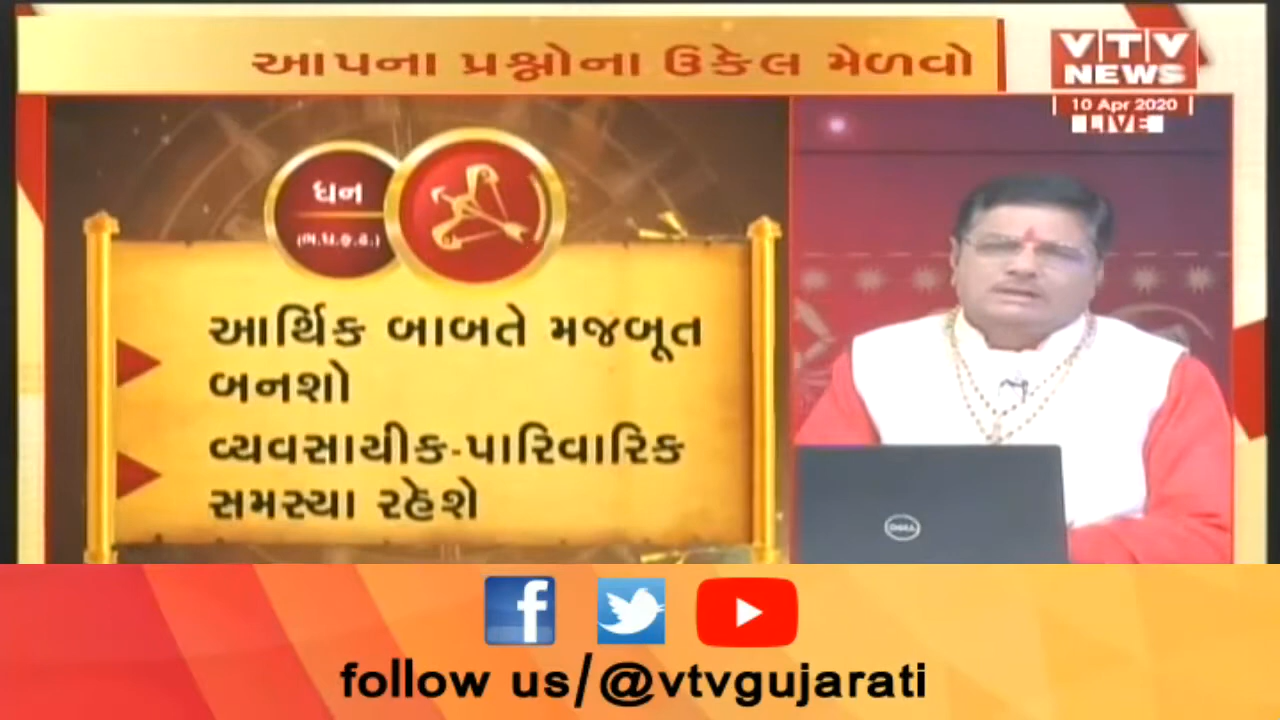 આપના પ્રશ્નોના ઉકેલ મેળવો
VTV
NEWS
10 Apr 2020
LIVE
ધન
(ભ.ધ.ફ.ઢ.)
આર્થિક બાબતે મજબૂત
બનશો
વ્યવસાયીક-પારિવારિક
સમસ્યા રહેશે
DELL
follow us/@vtvgujarati